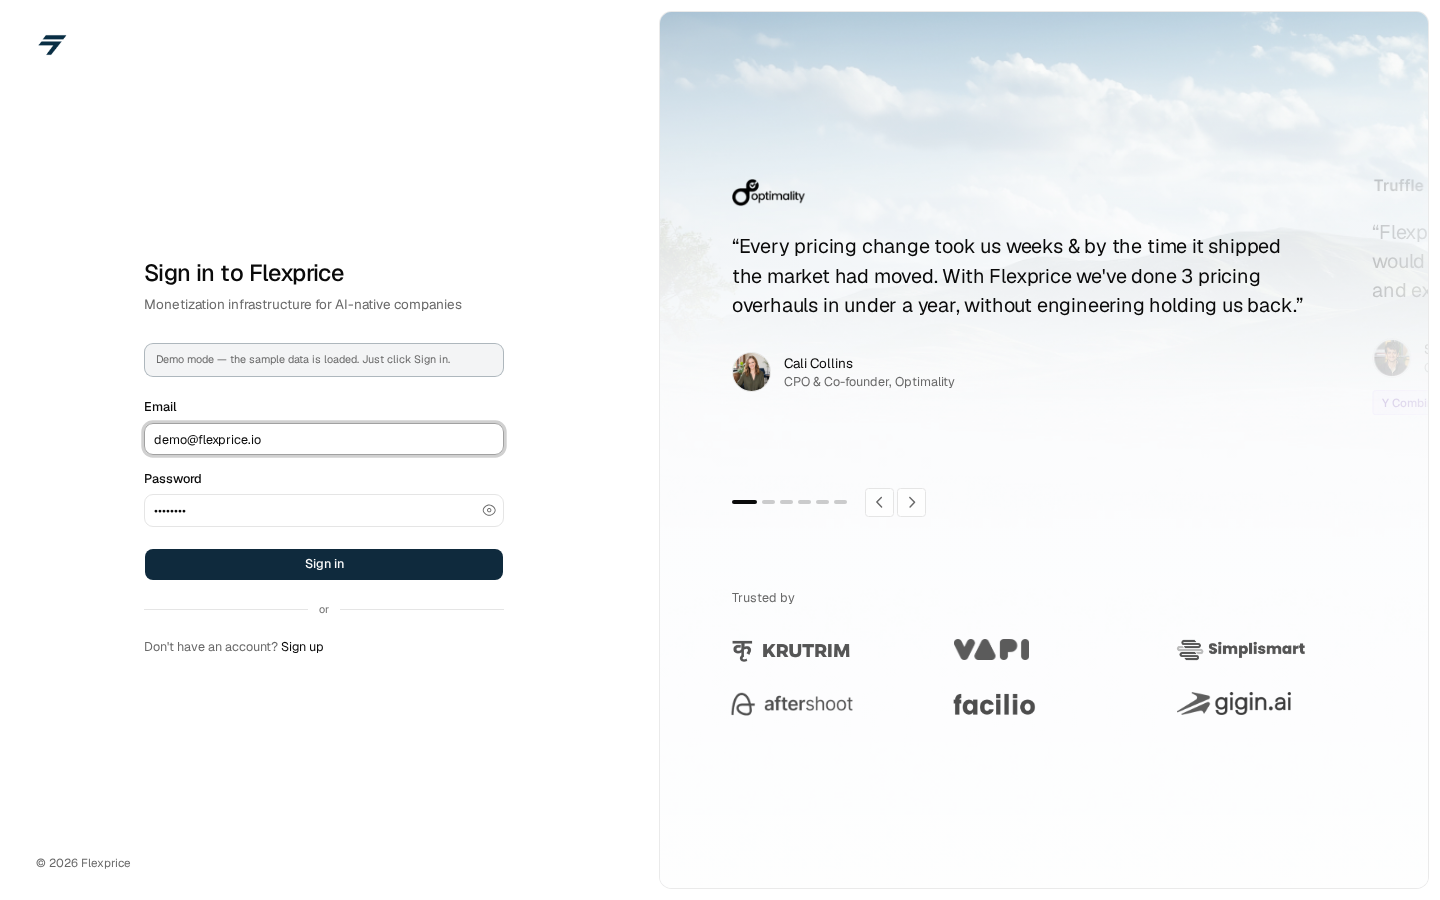 Sign in to Flexprice
Monetization infrastructure for AI-native companies
Demo mode — the sample data is loaded. Just click Sign in.
Email
demo@flexprice.io
Password
••••••••
Sign in
or
Don't have an account? Sign up
© 2026 Flexprice
optimality
“Every pricing change took us weeks & by the time it shipped
the market had moved. With Flexprice we've done 3 pricing
overhauls in under a year, without engineering holding us back.”
Cali Collins
CPO & Co-founder, Optimality
Truffle
“Flexp
would
and ex
Y Combi
Trusted by
क KRUTRIM
VAPI
Simplismart
aftershoot
facilio
gigin.ai